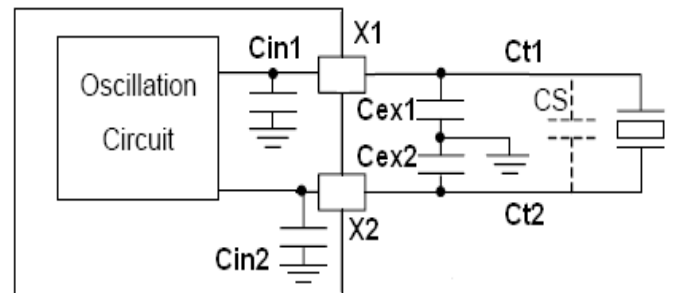 X1
Cin1
Ct1
Oscillation
Circuit
Cex1
CS
Cex2
X2
Ct2
Cin2